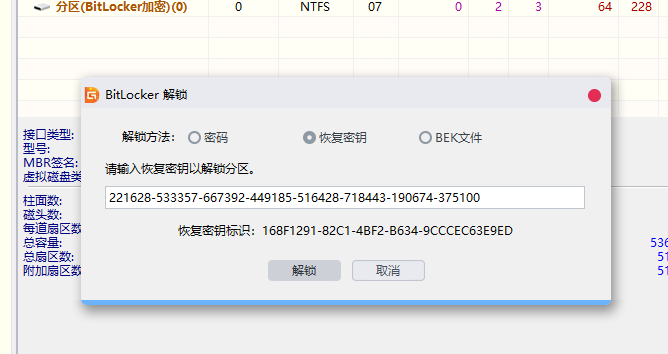 分区(BitLocker加密)(0) 0 NTFS 07 0 2 3 64 228
BitLocker 解锁
接口类型:
型号:
MBR签名:
虚拟磁盘类
柱面数:
磁头数:
每道扇区数
总容量: 536
总扇区数: 51
附加扇区数 51
解锁方法: 密码 恢复密钥 BEK文件
请输入恢复密钥以解锁分区。
221628-533357-667392-449185-516428-718443-190674-375100
恢复密钥标识: 168F1291-82C1-4BF2-B634-9CCCEC63E9ED
解锁 取消